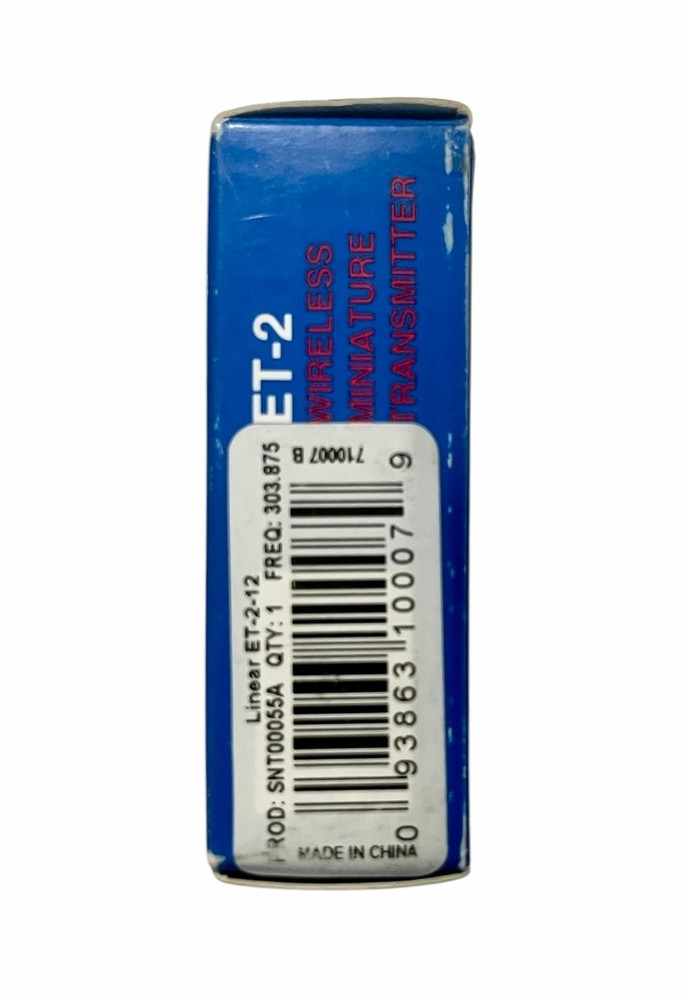 ET-2
WIRELESS
MINIATURE
TRANSMITTER
Linear ET-2-12
PROD: SNT00055A QTY: 1 FREQ: 303.875
710007 B
0 93863 10007 9
MADE IN CHINA